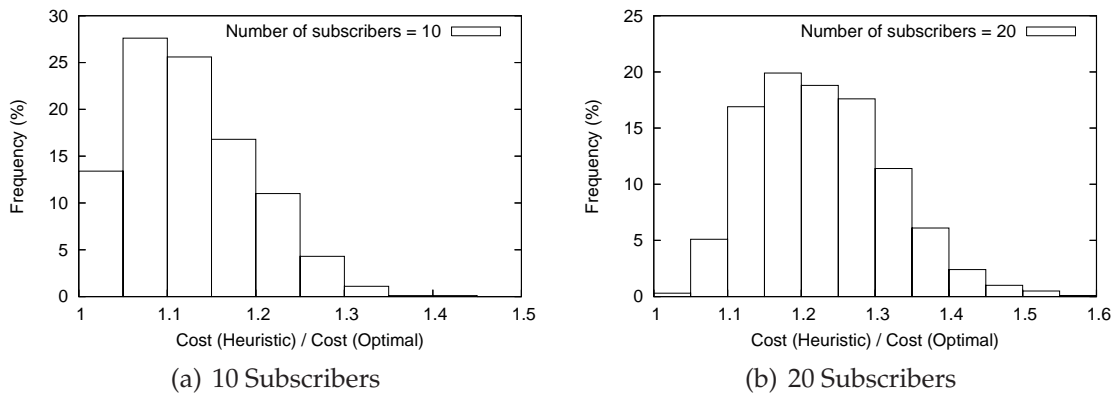 30
25
20
15
10
5
0
Frequency (%)
Number of subscribers = 10
1 1.1 1.2 1.3 1.4 1.5
Cost (Heuristic) / Cost (Optimal)
(a) 10 Subscribers
25
20
15
10
5
0
Frequency (%)
Number of subscribers = 20
1 1.1 1.2 1.3 1.4 1.5 1.6
Cost (Heuristic) / Cost (Optimal)
(b) 20 Subscribers